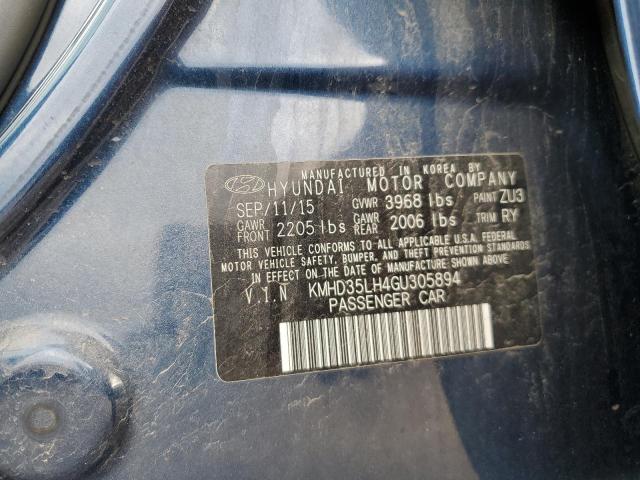 MANUFACTURED IN KOREA BY
HYUNDAI MOTOR COMPANY
SEP/11/15 GVWR 3968 lbs PAINT ZU3
GAWR FRONT 2205 lbs GAWR REAR 2006 lbs TRIM RY
THIS VEHICLE CONFORMS TO ALL APPLICABLE U.S.A. FEDERAL
MOTOR VEHICLE SAFETY, BUMPER, AND THEFT PREVENTION STANDARDS
IN EFFECT ON THE DATE OF MANUFACTURE SHOWN ABOVE
V.I.N KMHD35LH4GU305894
PASSENGER CAR